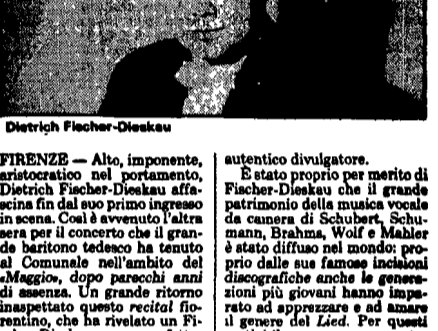 Dietrich Fischer-Dieskau
FIRENZE — Alto, imponente,
aristocratico nel portamento,
Dietrich Fischer-Dieskau affa-
scina fin dal suo primo ingresso
in scena. Così è avvenuto l'altra
sera per il concerto che il gran-
de baritono tedesco ha tenuto
al Comunale nell'ambito del
«Maggio», dopo parecchi anni
di assenza. Un grande ritorno
inaspettato questo recital fio-
rentino, che ha rivelato un Fi-
autentico divulgatore.
È stato proprio per merito di
Fischer-Dieskau che il grande
patrimonio della musica vocale
da camera di Schubert, Schu-
mann, Brahms, Wolf e Mahler
è stato diffuso nel mondo: pro-
prio dalle sue famose incisioni
discografiche anche le genera-
zioni più giovani hanno impa-
rato ad apprezzare e ad amare
il genere del Lied. Per questi